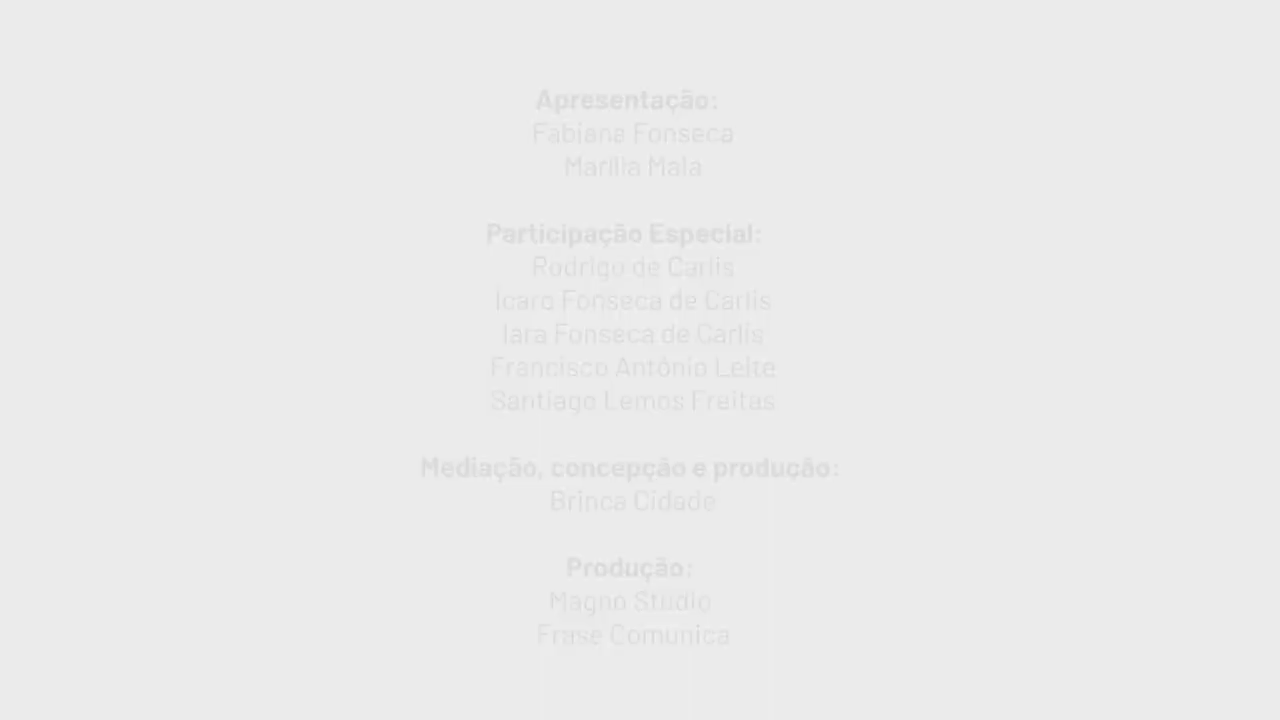 Apresentação:
Fabiana Fonseca
Marília Maia
Participação Especial:
Rodrigo de Carlis
Ícaro Fonseca de Carlis
Iara Fonseca de Carlis
Francisco Antônio Leite
Santiago Lemos Freitas
Mediação, concepção e produção:
Brinca Cidade
Produção:
Magno Studio
Frase Comunica